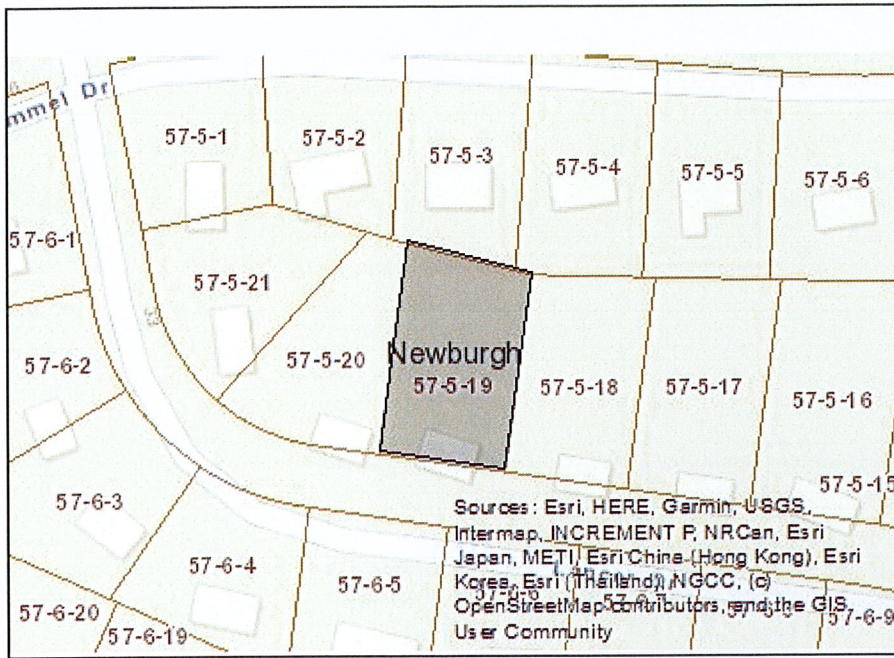 mmel Dr
57-5-1
57-5-2
57-5-3
57-5-4
57-5-5
57-5-6
57-6-1
57-5-21
57-6-2
57-5-20
Newburgh
57-5-19
57-5-18
57-5-17
57-5-16
57-5-15
57-6-3
57-6-4
57-6-5
57-6-20
57-6-19
57-6-9
Sources: Esri, HERE, Garmin, USGS,
Intermap, INCREMENT P, NRCan, Esri
Japan, METI, Esri China (Hong Kong), Esri
Korea, Esri (Thailand), NGCC, (c)
OpenStreetMap contributors, and the GIS
User Community